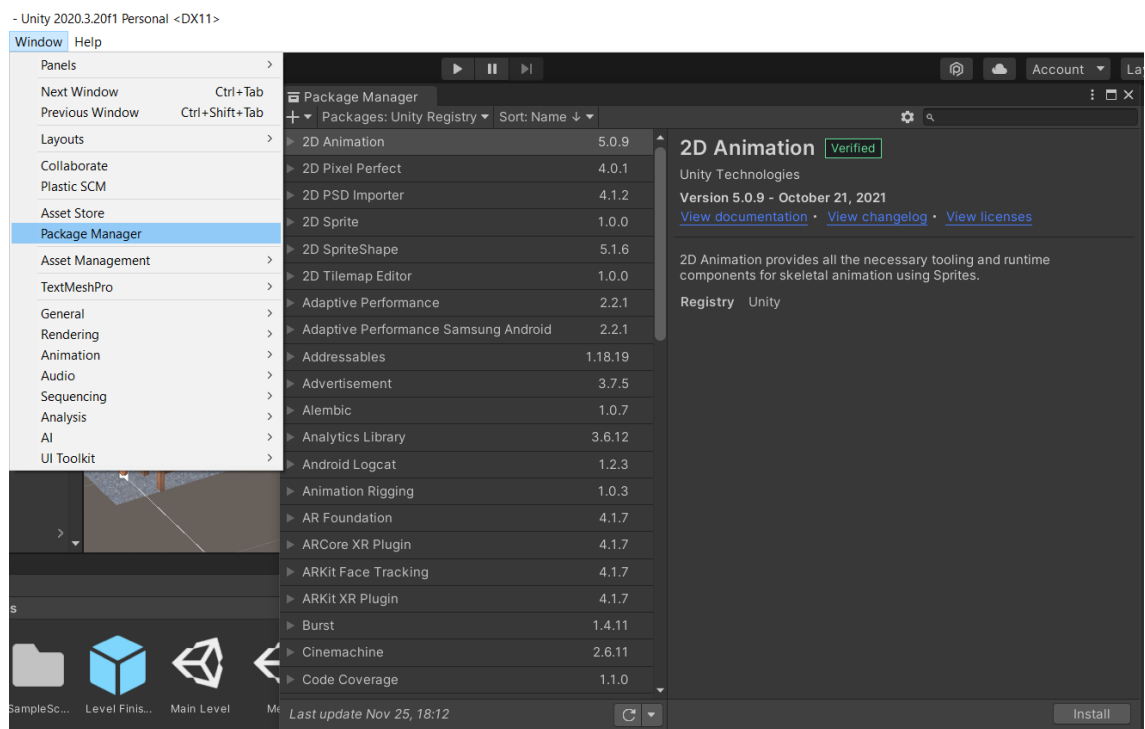 - Unity 2020.3.20f1 Personal <DX11>
Window Help
Panels
Next Window Ctrl+Tab
Previous Window Ctrl+Shift+Tab
Layouts
Collaborate
Plastic SCM
Asset Store
Package Manager
Asset Management
TextMeshPro
General
Rendering
Animation
Audio
Sequencing
Analysis
AI
UI Toolkit
Account
Package Manager
Packages: Unity Registry Sort: Name ↓
2D Animation 5.0.9
2D Pixel Perfect 4.0.1
2D PSD Importer 4.1.2
2D Sprite 1.0.0
2D SpriteShape 5.1.6
2D Tilemap Editor 1.0.0
Adaptive Performance 2.2.1
Adaptive Performance Samsung Android 2.2.1
Addressables 1.18.19
Advertisement 3.7.5
Alembic 1.0.7
Analytics Library 3.6.12
Android Logcat 1.2.3
Animation Rigging 1.0.3
AR Foundation 4.1.7
ARCore XR Plugin 4.1.7
ARKit Face Tracking 4.1.7
ARKit XR Plugin 4.1.7
Burst 1.4.11
Cinemachine 2.6.11
Code Coverage 1.1.0
Last update Nov 25, 18:12
2D Animation Verified
Unity Technologies
Version 5.0.9 - October 21, 2021
View documentation • View changelog • View licenses
2D Animation provides all the necessary tooling and runtime
components for skeletal animation using Sprites.
Registry Unity
Install
SampleSc... Level Finis... Main Level